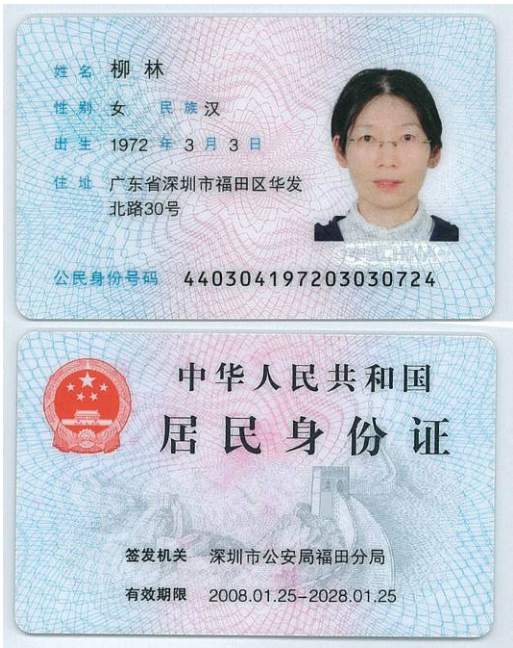 姓名 柳林
性别 女 民族 汉
出生 1972 年 3 月 3 日
住址 广东省深圳市福田区华发
北路30号
公民身份号码 440304197203030724
中华人民共和国
居民身份证
签发机关 深圳市公安局福田分局
有效期限 2008.01.25-2028.01.25